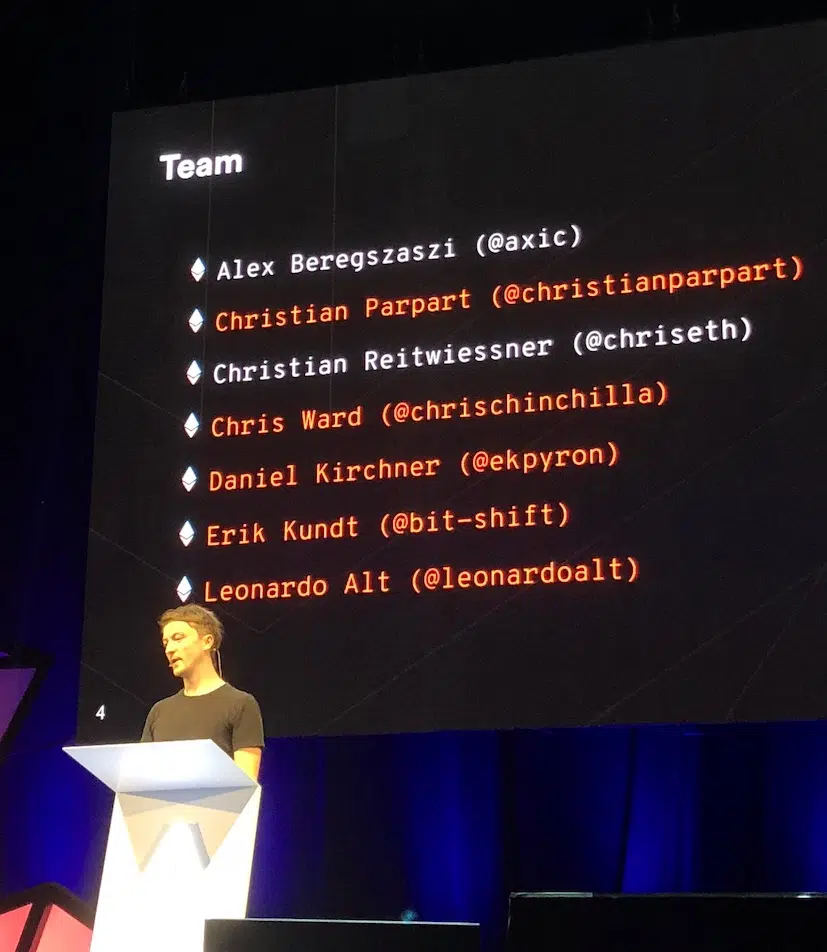 Team
Alex Beregszaszi (@axic)
Christian Parpart (@christianparpart)
Christian Reitwiessner (@chriseth)
Chris Ward (@chrischinchilla)
Daniel Kirchner (@ekpyron)
Erik Kundt (@bit-shift)
Leonardo Alt (@leonardoalt)
4